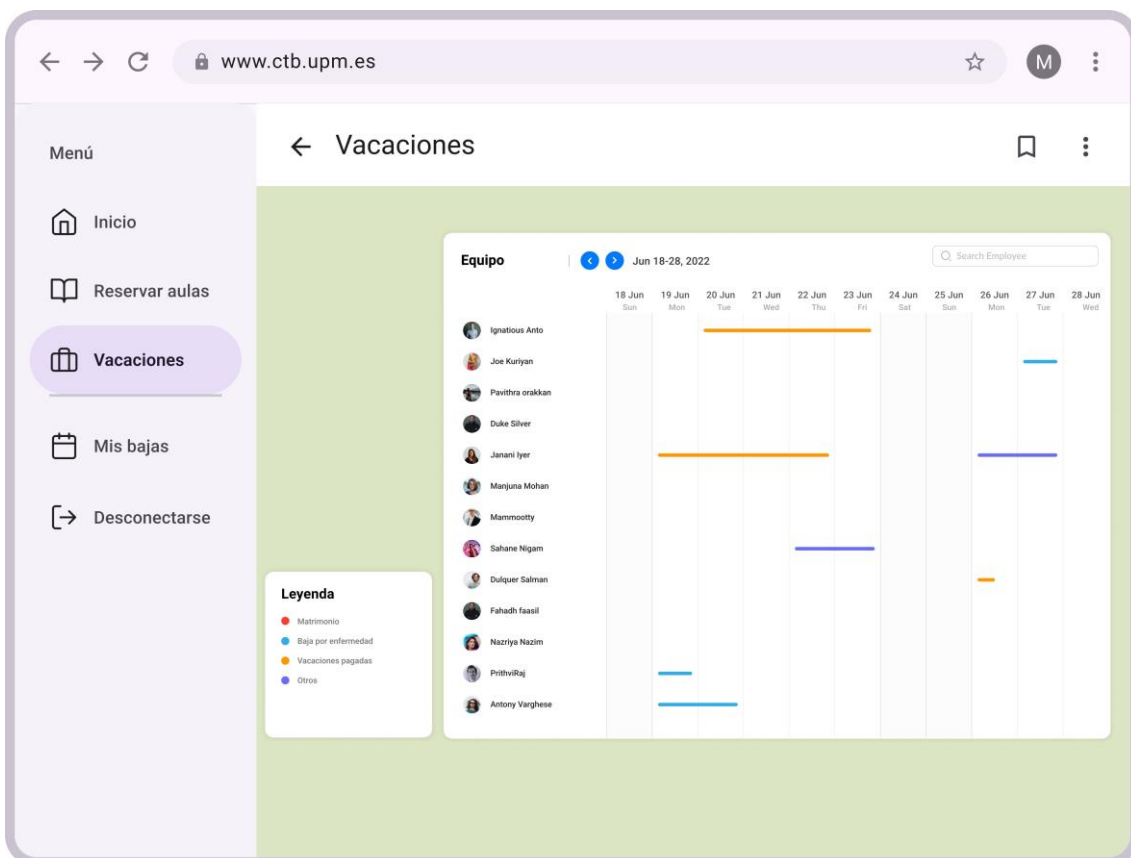 www.ctb.upm.es
M
Menú
Inicio
Reservar aulas
Vacaciones
Mis bajas
Desconectarse
Vacaciones
Equipo
Jun 18-28, 2022
Search Employee
18 Jun 19 Jun 20 Jun 21 Jun 22 Jun 23 Jun 24 Jun 25 Jun 26 Jun 27 Jun 28 Jun
Sun Mon Tue Wed Thu Fri Sat Sun Mon Tue Wed
Ignatious Anto
Joe Kuriyan
Pavithra orakkan
Duke Silver
Janani Iyer
Manjuna Mohan
Mammootty
Sahane Nigam
Dulquer Salman
Fahadh faasil
Nazriya Nazim
PrithviRaj
Antony Varghese
Leyenda
Matrimonio
Baja por enfermedad
Vacaciones pagadas
Otros